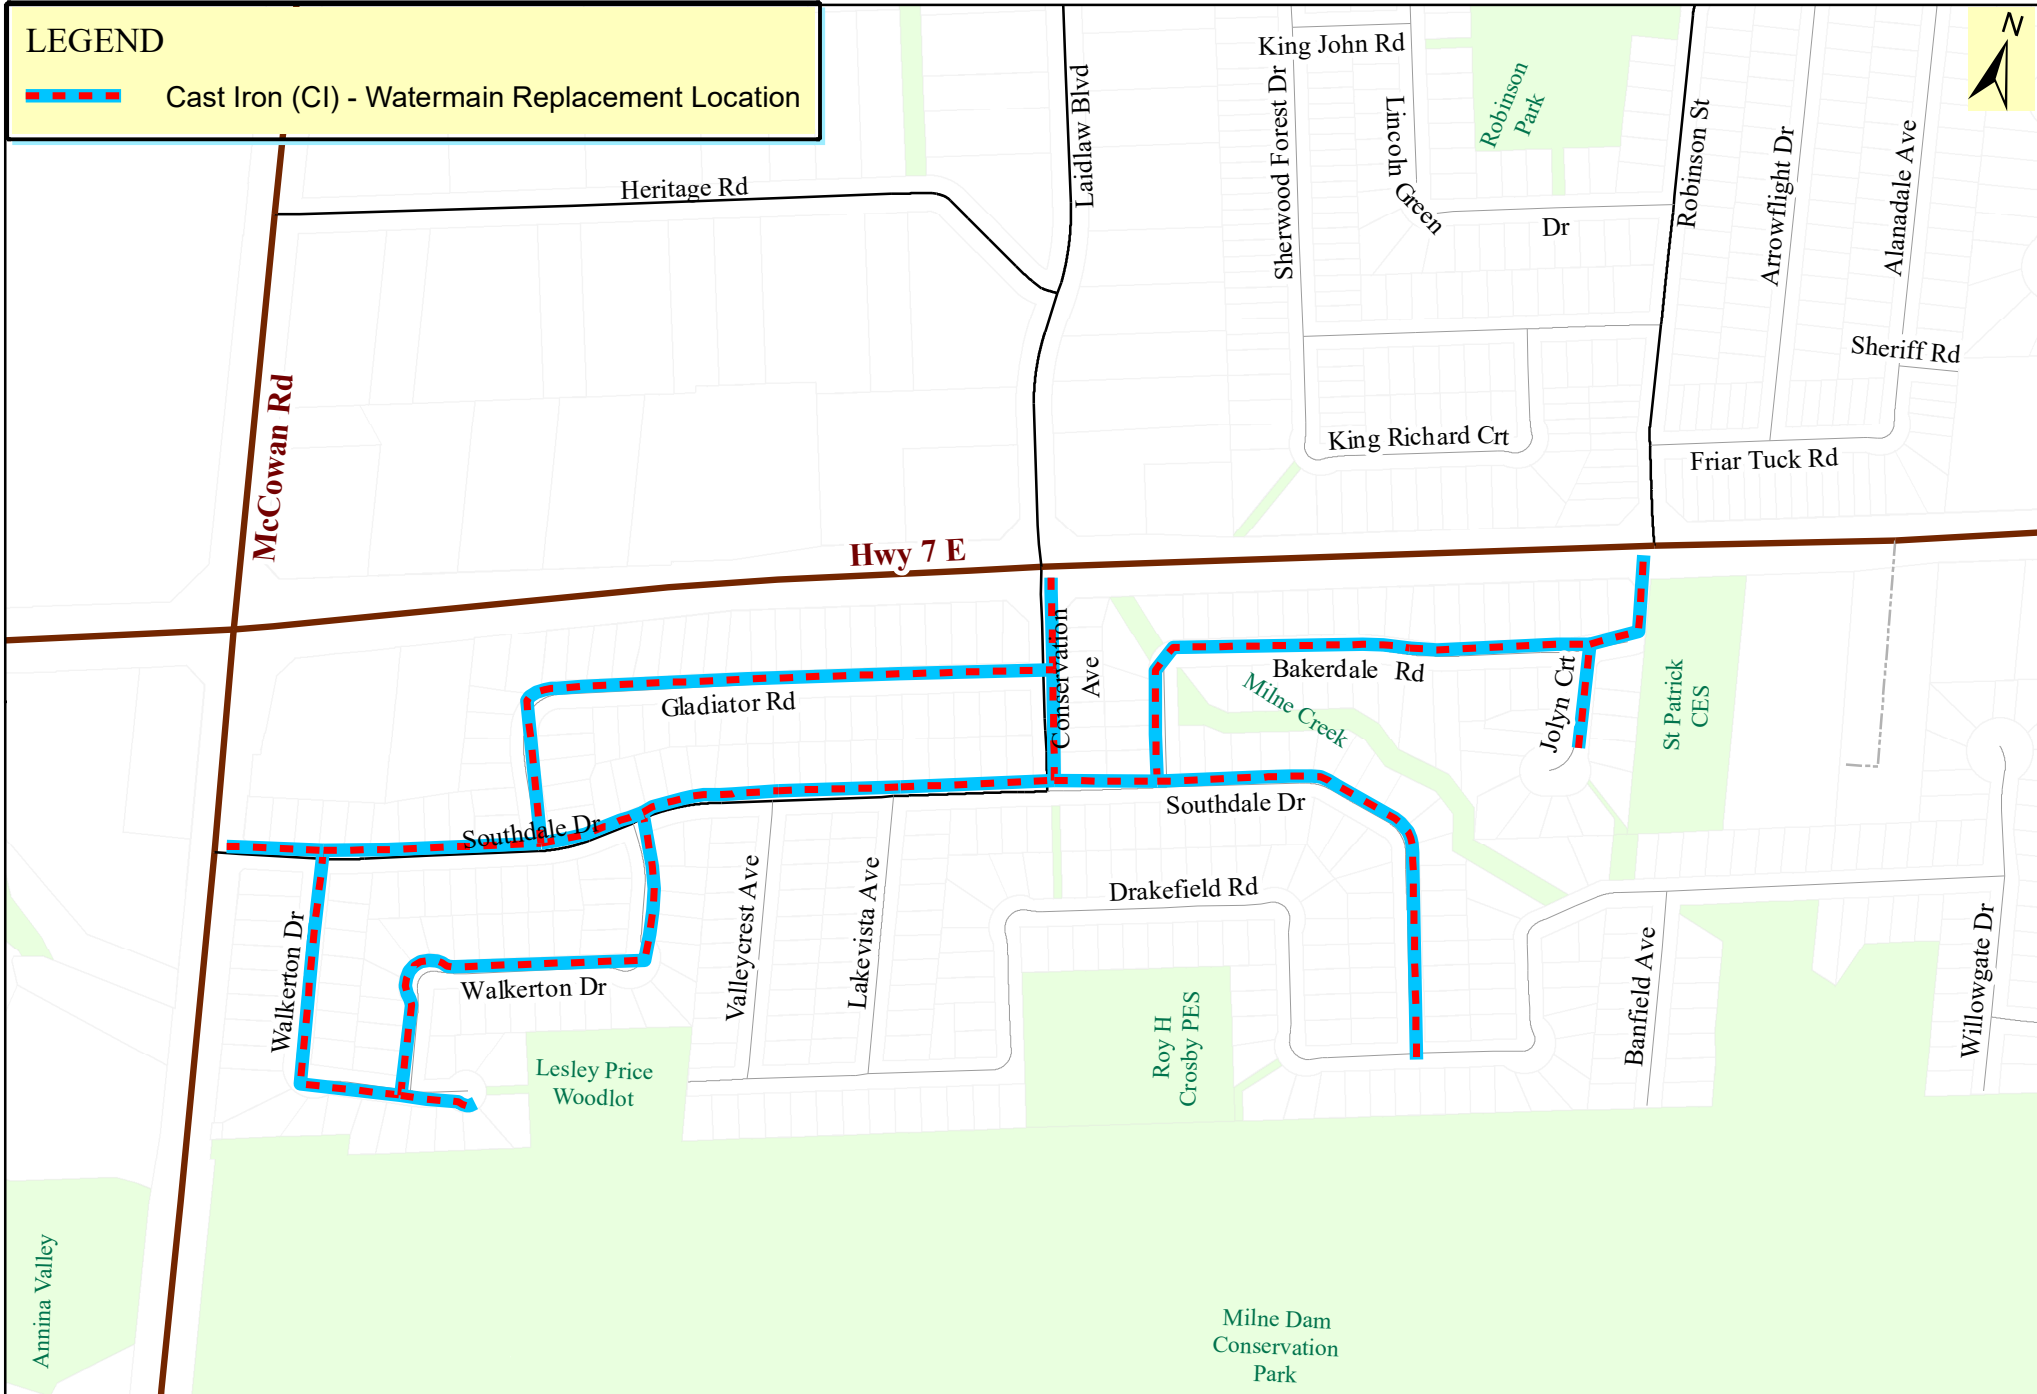 LEGEND
Cast Iron (CI) - Watermain Replacement Location
N
King John Rd
Robinson
Park
Laidlaw Blvd
Sherwood Forest Dr
Lincoln Green
Dr
Robinson St
Arrowflight Dr
Alanadale Ave
Heritage Rd
Sheriff Rd
McCowan Rd
King Richard Crt
Friar Tuck Rd
Hwy 7 E
Conservation
Ave
Bakerdale Rd
Gladiator Rd
Milne Creek
Jolyn Crt
St Patrick
CES
Southdale Dr
Southdale Dr
Drakefield Rd
Walkerton Dr
Walkerton Dr
Valleycrest Ave
Lakevista Ave
Banfield Ave
Willowgate Dr
Lesley Price
Woodlot
Roy H
Crosby PES
Annina Valley
Milne Dam
Conservation
Park